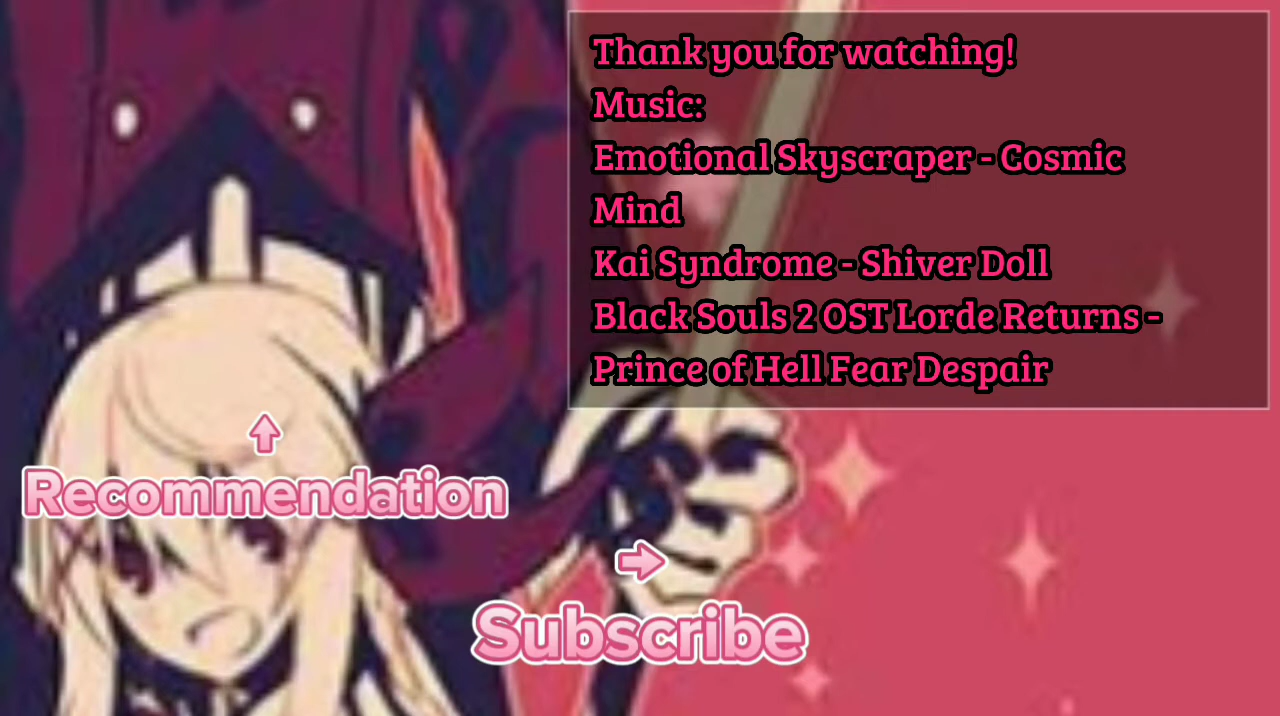 Thank you for watching!
Music:
Emotional Skyscraper - Cosmic
Mind
Kai Syndrome - Shiver Doll
Black Souls 2 OST Lorde Returns -
Prince of Hell Fear Despair
Recommendation
Subscribe